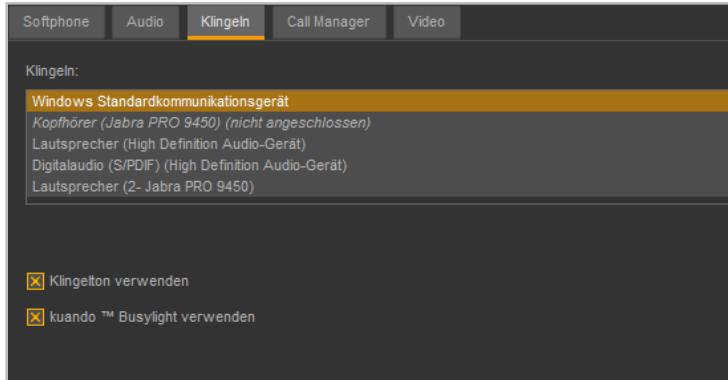 Softphone Audio Klingeln Call Manager Video
Klingeln:
Windows Standardkommunikationsgerät
Kopfhörer (Jabra PRO 9450) (nicht angeschlossen)
Lautsprecher (High Definition Audio-Gerät)
Digitalaudio (S/PDIF) (High Definition Audio-Gerät)
Lautsprecher (2- Jabra PRO 9450)
Klingelton verwenden
kuando ™ Busylight verwenden